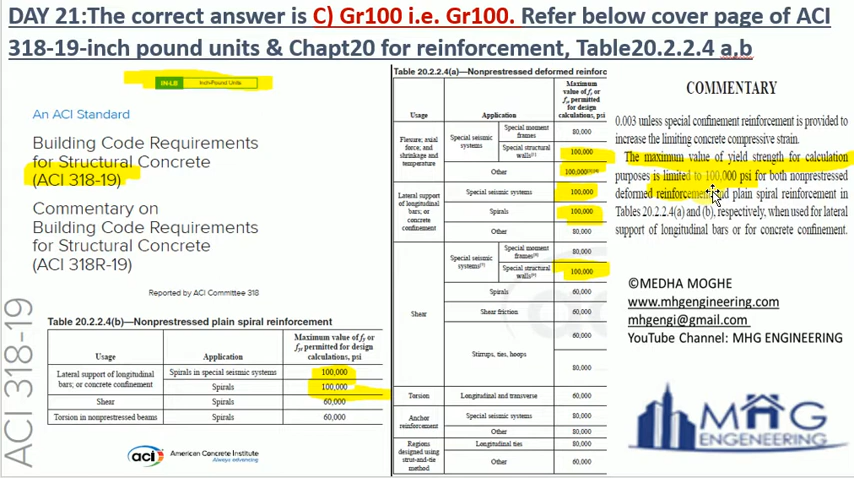 DAY 21:The correct answer is C) Gr100 i.e. Gr100. Refer below cover page of ACI
318-19-inch pound units & Chapt20 for reinforcement, Table20.2.2.4 a,b
IN-LB Inch-Pound Units
An ACI Standard
Building Code Requirements
for Structural Concrete
(ACI 318-19)
Commentary on
Building Code Requirements
for Structural Concrete
(ACI 318R-19)
Reported by ACI Committee 318
ACI 318-19
Table 20.2.2.4(b)—Nonprestressed plain spiral reinforcement
Usage
Application
Maximum value of fy or
fyt permitted for design
calculations, psi
Lateral support of longitudinal
bars; or concrete confinement
Spirals in special seismic systems
100,000
Spirals
100,000
Shear
Spirals
60,000
Torsion in nonprestressed beams
Spirals
60,000
aci
American Concrete Institute
Always advancing
Table 20.2.2.4(a)—Nonprestressed deformed reinforc
Usage
Application
Maximum
value of fy or
fyt permitted
for design
calculations,
psi
Flexure; axial
force; and
shrinkage and
temperature
Special seismic
systems
Special moment
frames
80,000
Special structural
walls[1]
100,000
Other
100,000
Lateral support
of longitudinal
bars; or
concrete
confinement
Special seismic systems
100,000
Spirals
100,000
Other
80,000
Shear
Special seismic
systems
Special moment
frames
80,000
Special structural
walls
100,000
Spirals
60,000
Shear friction
60,000
Stirrups, ties, hoops
60,000
80,000
Torsion
Longitudinal and transverse
60,000
Anchor
reinforcement
Special seismic systems
80,000
Other
80,000
Regions
designed using
strut-and-tie
method
Longitudinal ties
80,000
Other
60,000
COMMENTARY
0.003 unless special confinement reinforcement is provided to
increase the limiting concrete compressive strain.
The maximum value of yield strength for calculation
purposes is limited to 100,000 psi for both nonprestressed
deformed reinforcement and plain spiral reinforcement in
Tables 20.2.2.4(a) and (b), respectively, when used for lateral
support of longitudinal bars or for concrete confinement.
©MEDHA MOGHE
www.mhgengineering.com
mhgengi@gmail.com
YouTube Channel: MHG ENGINEERING
MHG
ENGENEERING